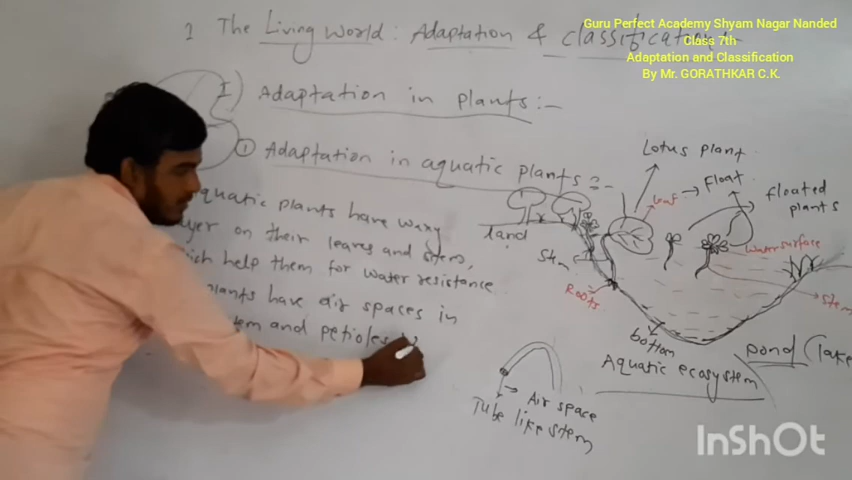 Guru Perfect Academy Shyam Nagar Nanded
Class 7th
Adaptation and Classification
By Mr. GORATHKAR C.K.
1 The Living World: Adaptation & classification:-
I) Adaptation in plants:-
① Adaptation in aquatic plants:-
quatic plants have waxy
yer on their leaves and stem,
ich help them for water resistance
plants have air spaces in
tem and petioles
Lotus plant
leaf
Float
floated
plants
land
water surface
Stem
Roots
stem
bottom
pond (lake
Aquatic ecosystem
Air space
Tube like stem
InShOt